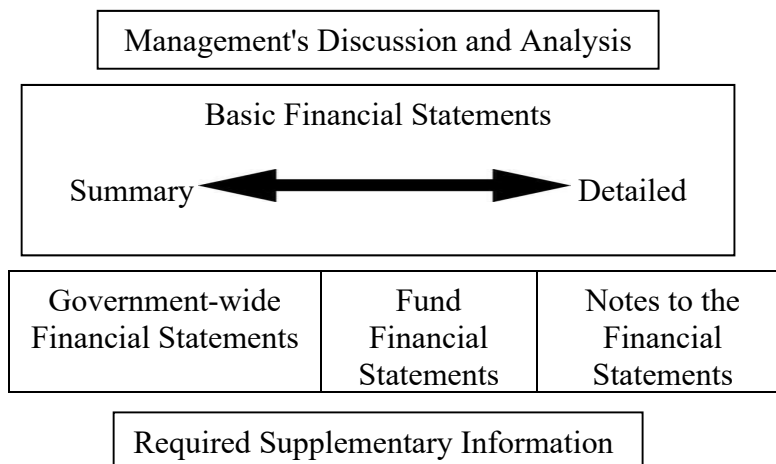 Management's Discussion and Analysis
Basic Financial Statements
Summary
Detailed
Government-wide
Financial Statements
Fund
Financial
Statements
Notes to the
Financial
Statements
Required Supplementary Information